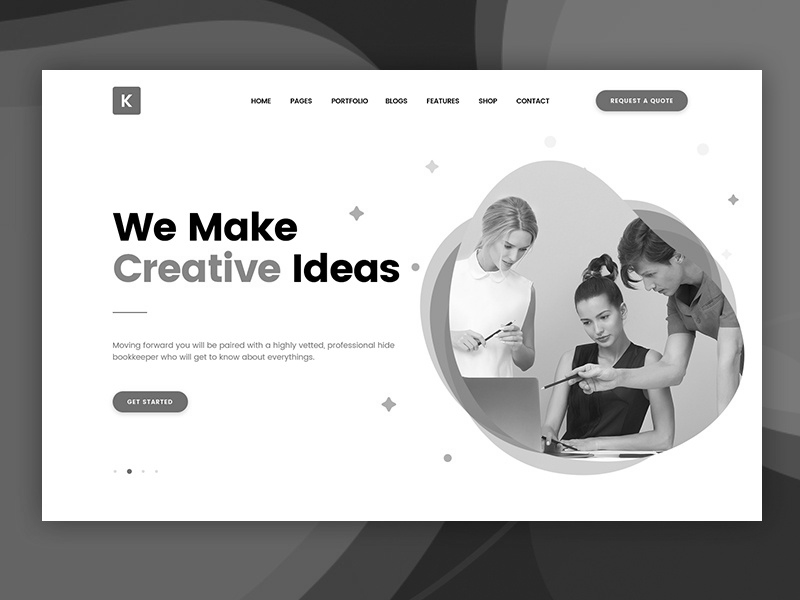 K
HOME PAGES PORTFOLIO BLOGS FEATURES SHOP CONTACT REQUEST A QUOTE
We Make
Creative Ideas
Moving forward you will be paired with a highly vetted, professional hide
bookkeeper who will get to know about everythings.
GET STARTED